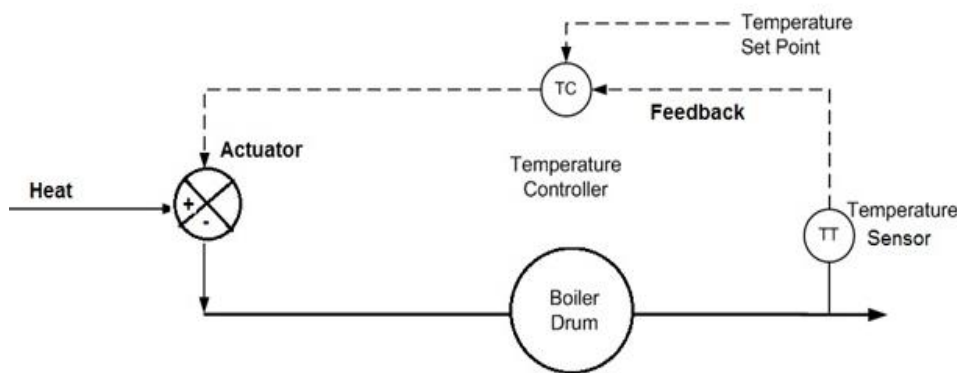 Temperature
Set Point
TC
Feedback
Actuator
Temperature
Controller
Heat
+
-
Temperature
Sensor
TT
Boiler
Drum